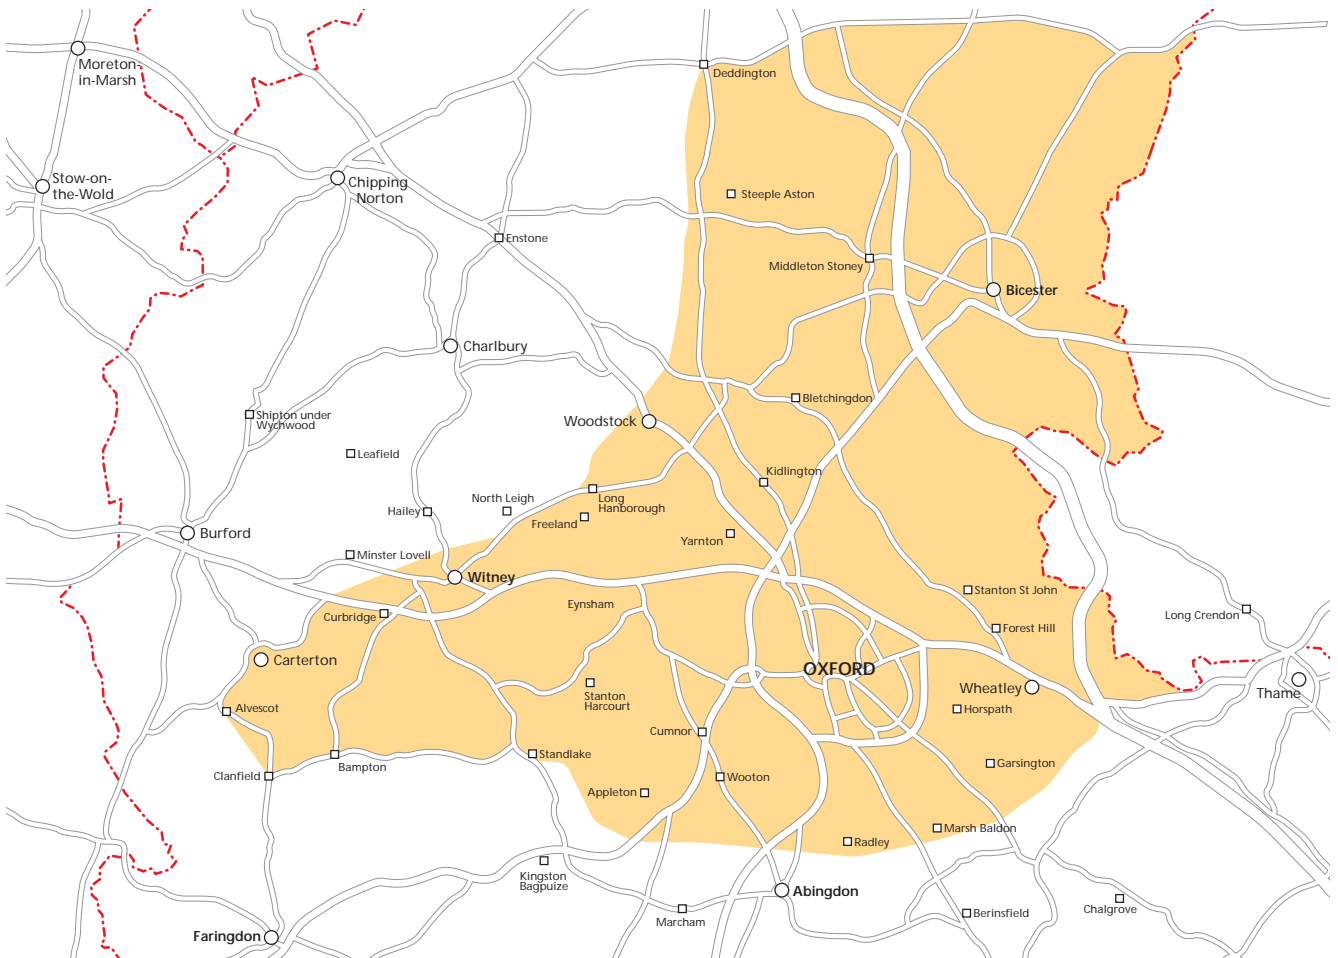 Moreton-
in-Marsh
Deddington
Stow-on-
the-Wold
Chipping
Norton
Steeple Aston
Enstone
Middleton Stoney
Bicester
Charlbury
Bletchingdon
Shipton under
Wychwood
Woodstock
Leafield
Kidlington
North Leigh
Long
Hanborough
Hailey
Freeland
Burford
Yarnton
Minster Lovell
Witney
Stanton St John
Eynsham
Curbridge
Long Crendon
Forest Hill
Carterton
OXFORD
Wheatley
Thame
Stanton
Harcourt
Alvescot
Horspath
Cumnor
Standlake
Garsington
Bampton
Clanfield
Wooton
Appleton
Marsh Baldon
Radley
Kingston
Bagpuize
Abingdon
Marcham
Berinsfield
Chalgrove
Faringdon